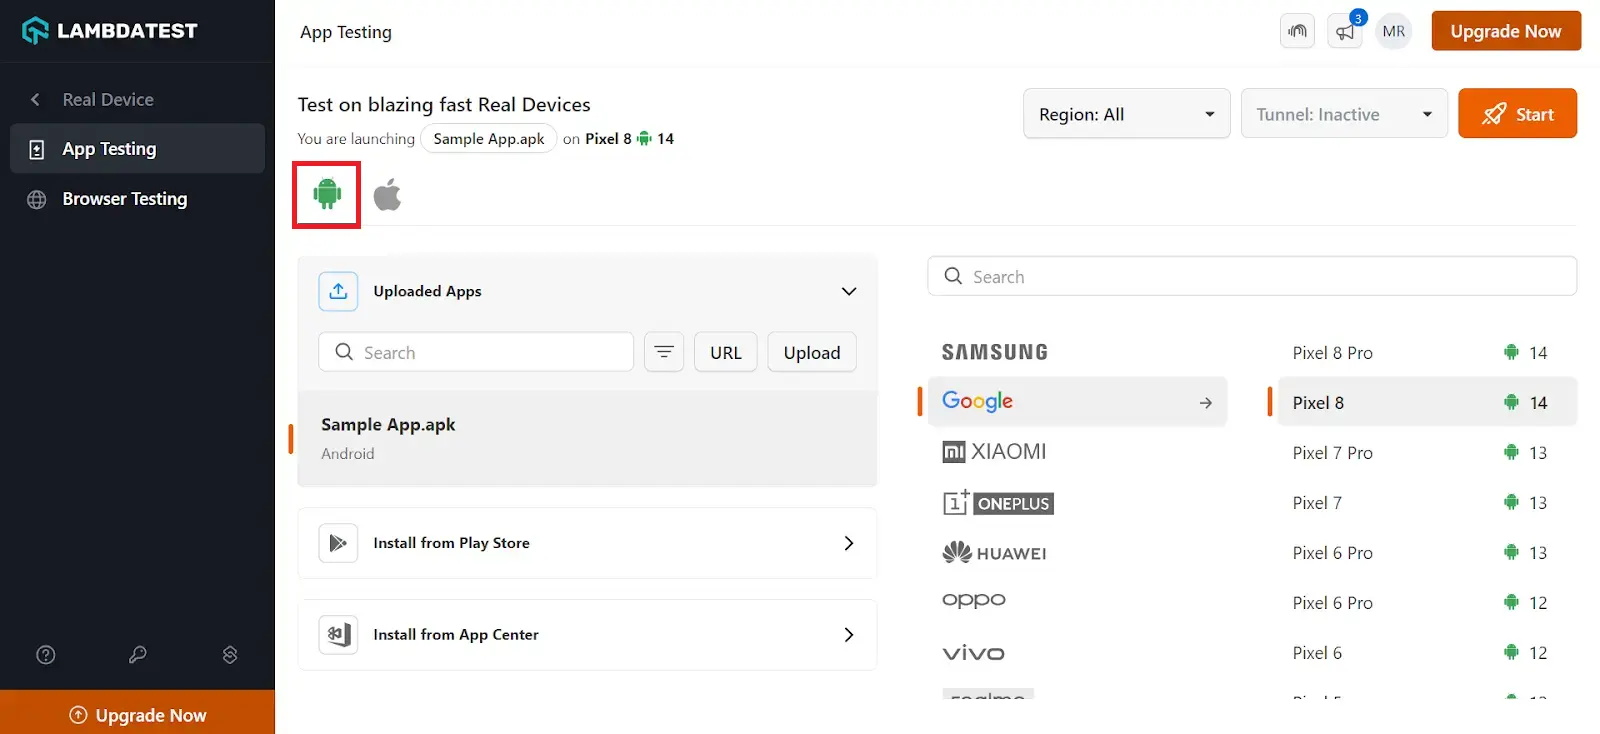 LAMBDATEST
Real Device
App Testing
Browser Testing
Upgrade Now
App Testing
3
MR
Upgrade Now
Test on blazing fast Real Devices
You are launching Sample App.apk on Pixel 8 14
Region: All
Tunnel: Inactive
Start
Uploaded Apps
Search
URL
Upload
Sample App.apk
Android
Install from Play Store
Install from App Center
Search
SAMSUNG
Google
XIAOMI
ONEPLUS
HUAWEI
oppo
vivo
realme
Pixel 8 Pro 14
Pixel 8 14
Pixel 7 Pro 13
Pixel 7 13
Pixel 6 Pro 13
Pixel 6 Pro 12
Pixel 6 12